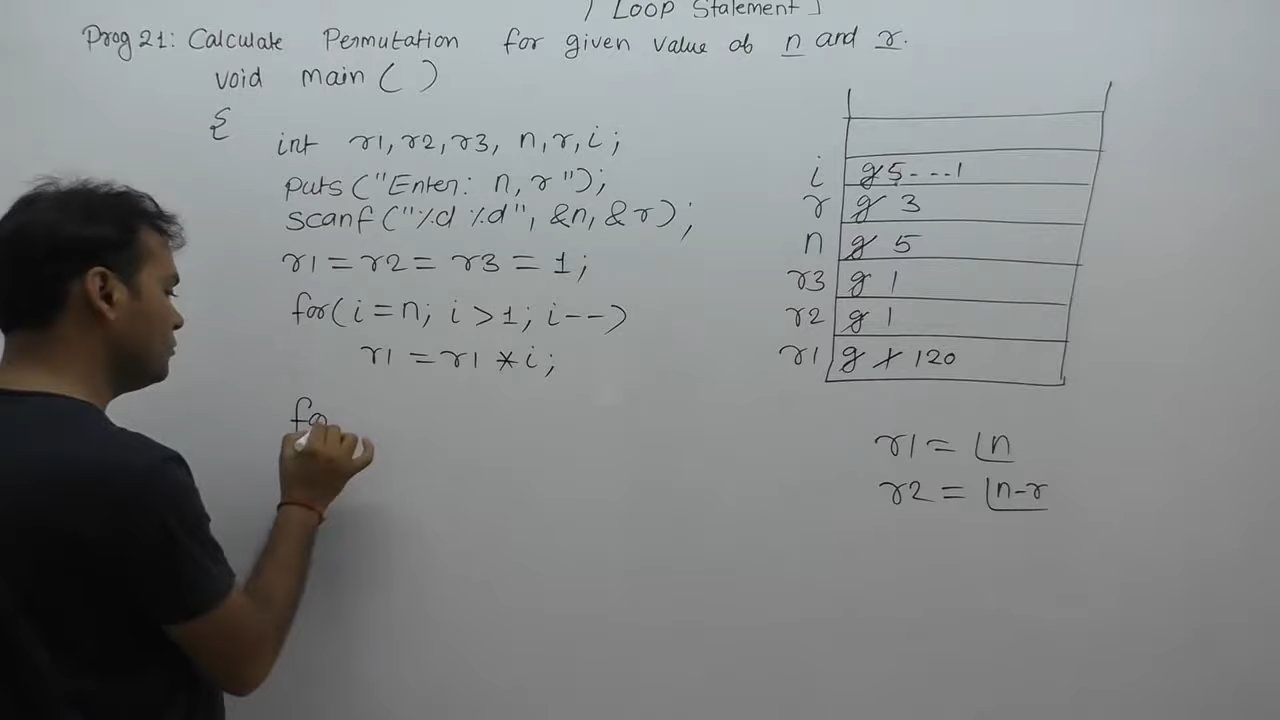 [ Loop Statement ]
Prog 21: Calculate Permutation for given value ob n and r.
void main ( )
{
int r1, r2, r3, n, r, i ;
puts ("Enter: n, r ");
scanf ("%d %d", &n, &r);
r1 = r2 = r3 = 1;
for( i = n; i > 1; i--)
r1 = r1 * i ;
fo
i g 5---1
r g 3
n g 5
r3 g 1
r2 g 1
r1 g 1 120
r1 = ⌊n
r2 = ⌊n-r